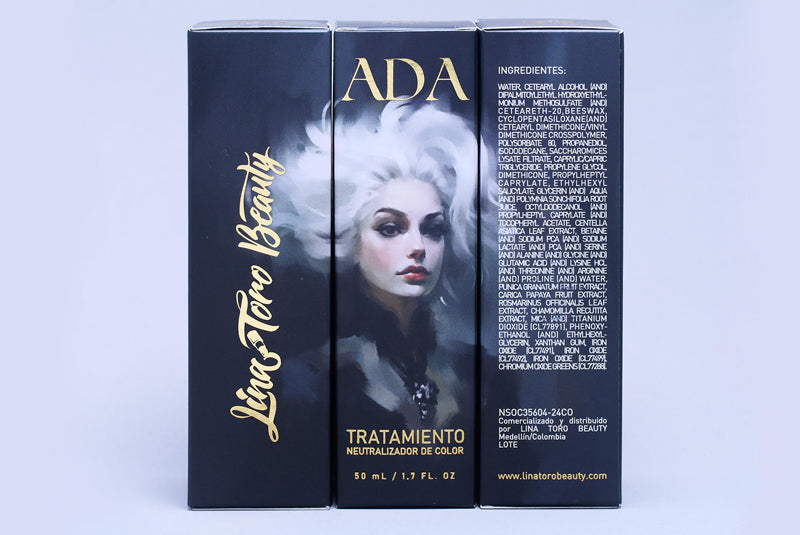 Lina Toro Beauty
ADA
TRATAMIENTO
NEUTRALIZADOR DE COLOR
50 mL / 1.7 FL. OZ
INGREDIENTES:
WATER, CETEARYL ALCOHOL (AND)
DIPALMITOYLETHYL HYDROXYETHYL-
MONIUM METHOSULFATE (AND)
CETEARETH-20, BEESWAX,
CYCLOPENTASILOXANE(AND)
CETEARYL DIMETHICONE/VINYL
DIMETHICONE CROSSPOLYMER,
POLYSORBATE 80, PROPANEDIOL,
ISODODECANE, SACCHAROMICES
LYSATE FILTRATE, CAPRYLIC/CAPRIC
TRIGLYCERIDE, PROPYLENE GLYCOL,
DIMETHICONE, PROPYLHEPTYL
CAPRYLATE, ETHYLHEXYL
SALICYLATE, GLYCERIN (AND) AQUA
(AND) POLYMNIA SONCHIFOLIA ROOT
JUICE, OCTYLDODECANOL (AND)
PROPYLHEPTYL CAPRYLATE (AND)
TOCOPHERYL ACETATE, CENTELLA
ASIATICA LEAF EXTRACT, BETAINE
(AND) SODIUM PCA (AND) SODIUM
LACTATE (AND) PCA (AND) SERINE
(AND) ALANINE (AND) GLYCINE (AND)
GLUTAMIC ACID (AND) LYSINE HCL
(AND) THREONINE (AND) ARGININE
(AND) PROLINE (AND) WATER,
PUNICA GRANATUM FRUIT EXTRACT,
CARICA PAPAYA FRUIT EXTRACT,
ROSMARINUS OFFICINALIS LEAF
EXTRACT, CHAMOMILLA RECUTITA
EXTRACT, MICA (AND) TITANIUM
DIOXIDE (CL77891), PHENOXY-
ETHANOL (AND) ETHYLHEXYL-
GLYCERIN, XANTHAN GUM, IRON
OXIDE (CL77491), IRON OXIDE
(CL77492), IRON OXIDE (CL77499),
CHROMIUM OXIDE GREENS (CL77288).
NSOC35604-24CO
Comercializado y distribuido
por LINA TORO BEAUTY
Medellín/Colombia
LOTE
www.linatorobeauty.com